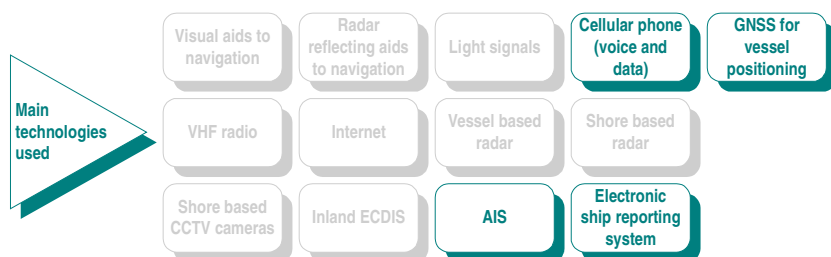 Main
technologies
used
Visual aids to
navigation
Radar
reflecting aids
to navigation
Light signals
Cellular phone
(voice and
data)
GNSS for
vessel
positioning
VHF radio
Internet
Vessel based
radar
Shore based
radar
Shore based
CCTV cameras
Inland ECDIS
AIS
Electronic
ship reporting
system